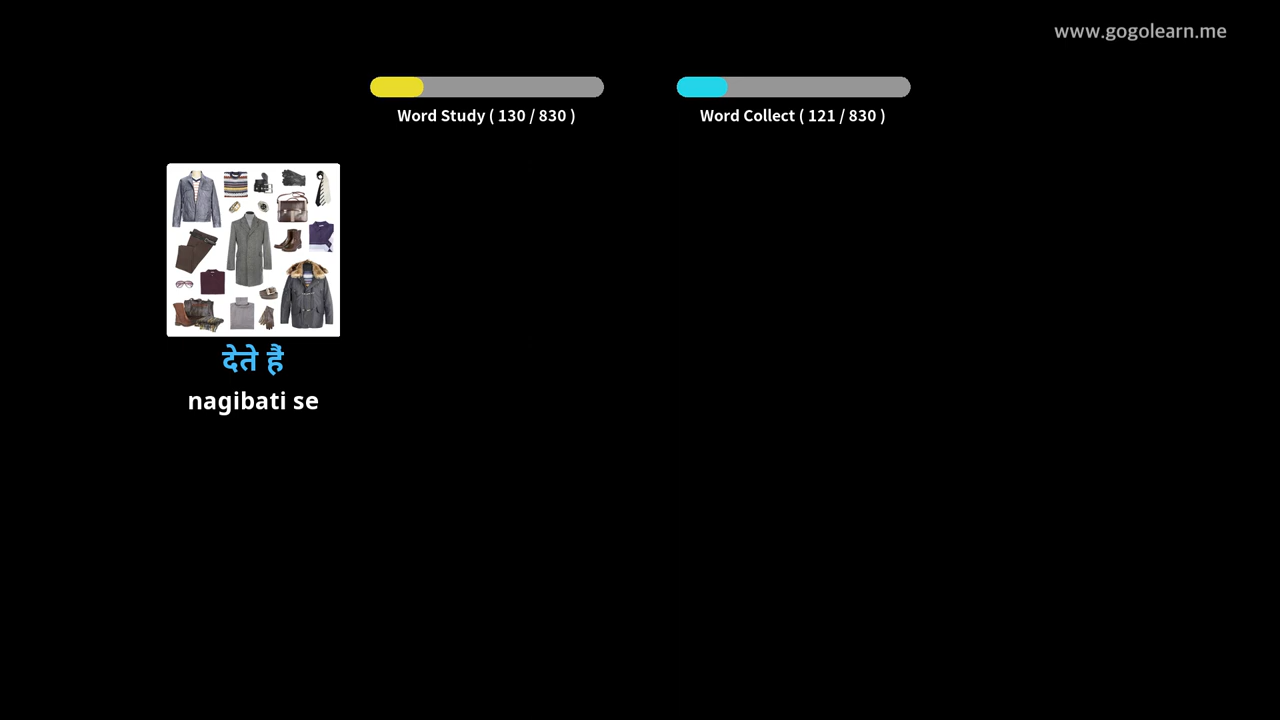 www.gogolearn.me
Word Study ( 130 / 830 )
Word Collect ( 121 / 830 )
देते हैं
nagibati se